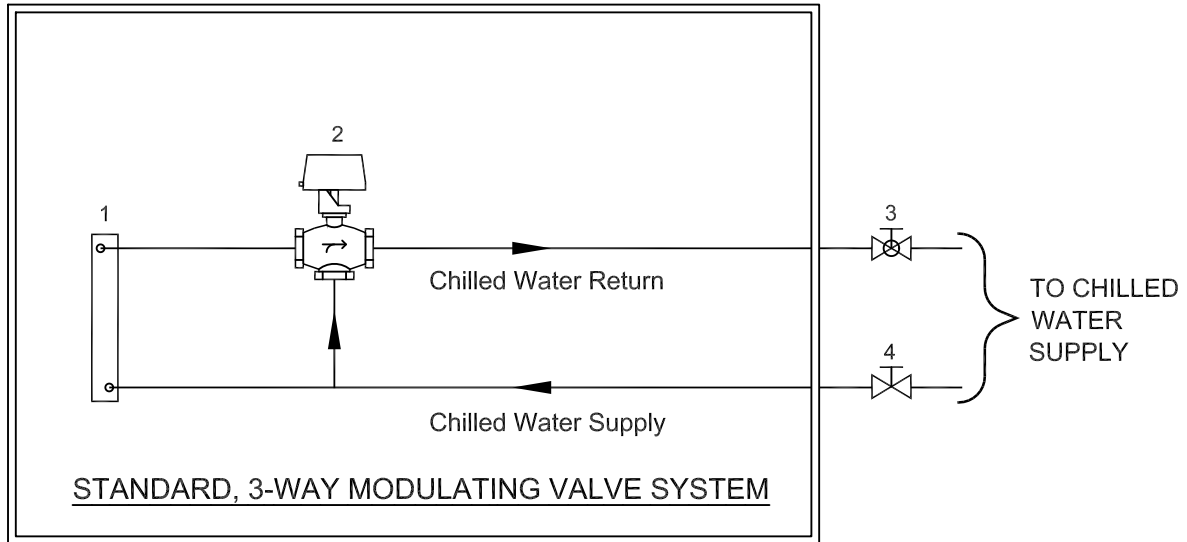 2
1
3
Chilled Water Return
TO CHILLED
WATER
SUPPLY
4
Chilled Water Supply
STANDARD, 3-WAY MODULATING VALVE SYSTEM